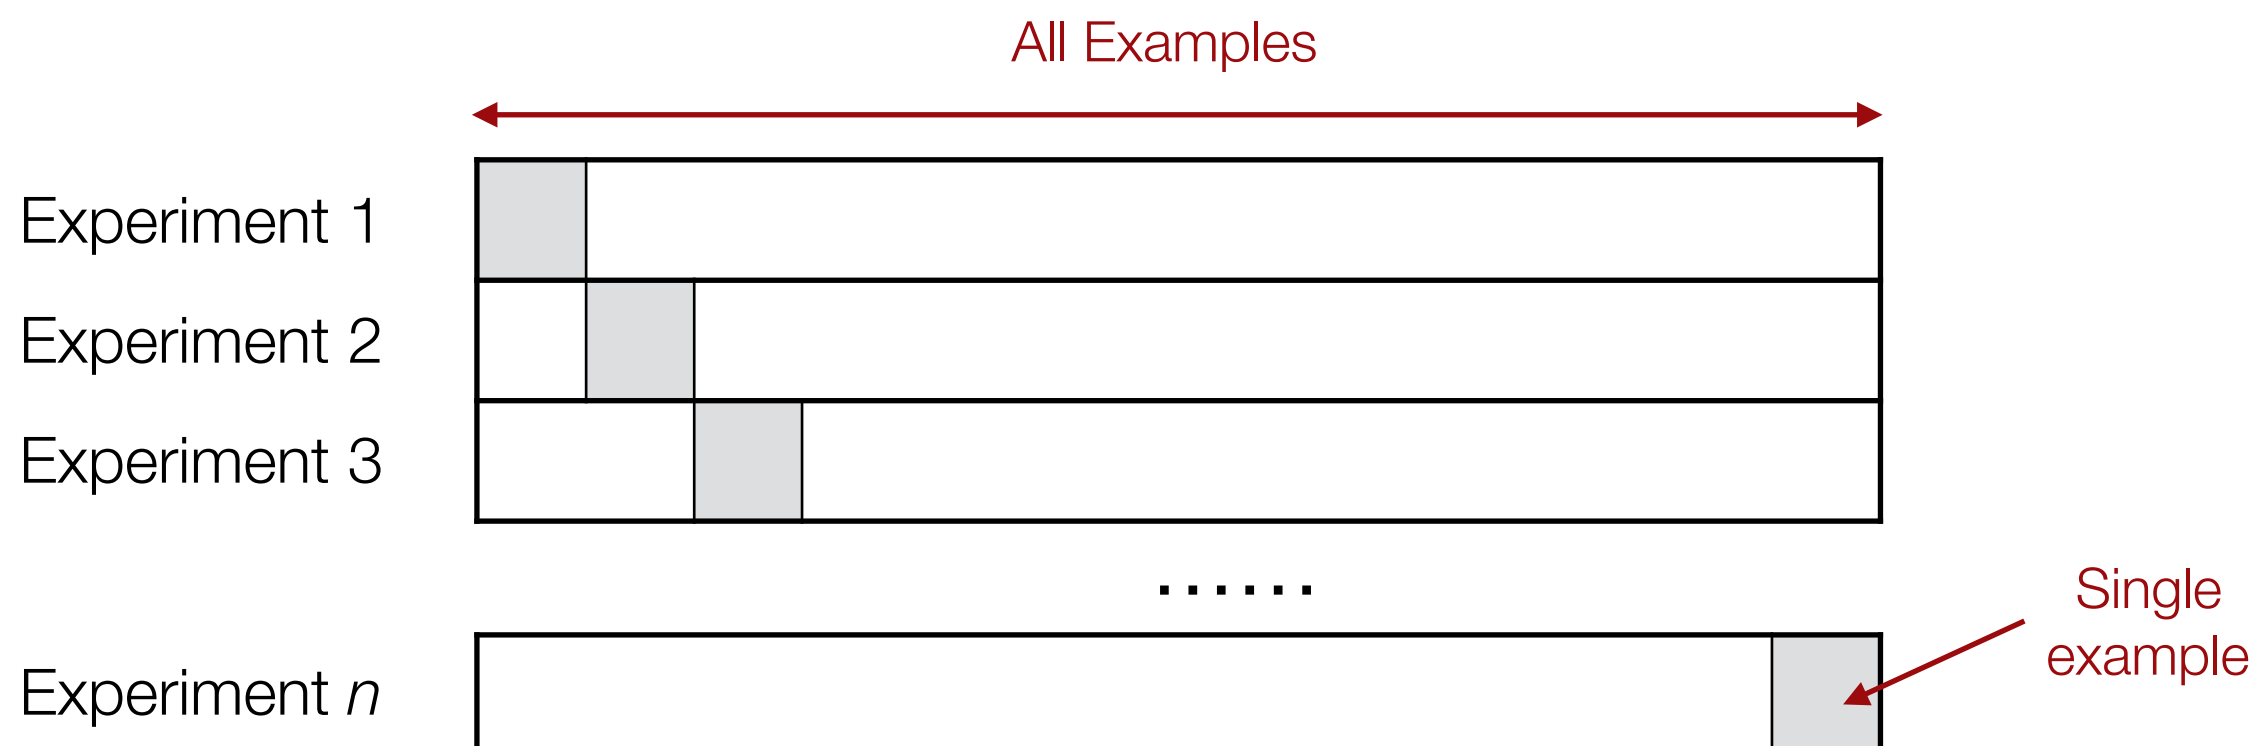 All Examples
Experiment 1
Experiment 2
Experiment 3
......
Single
example
Experiment n